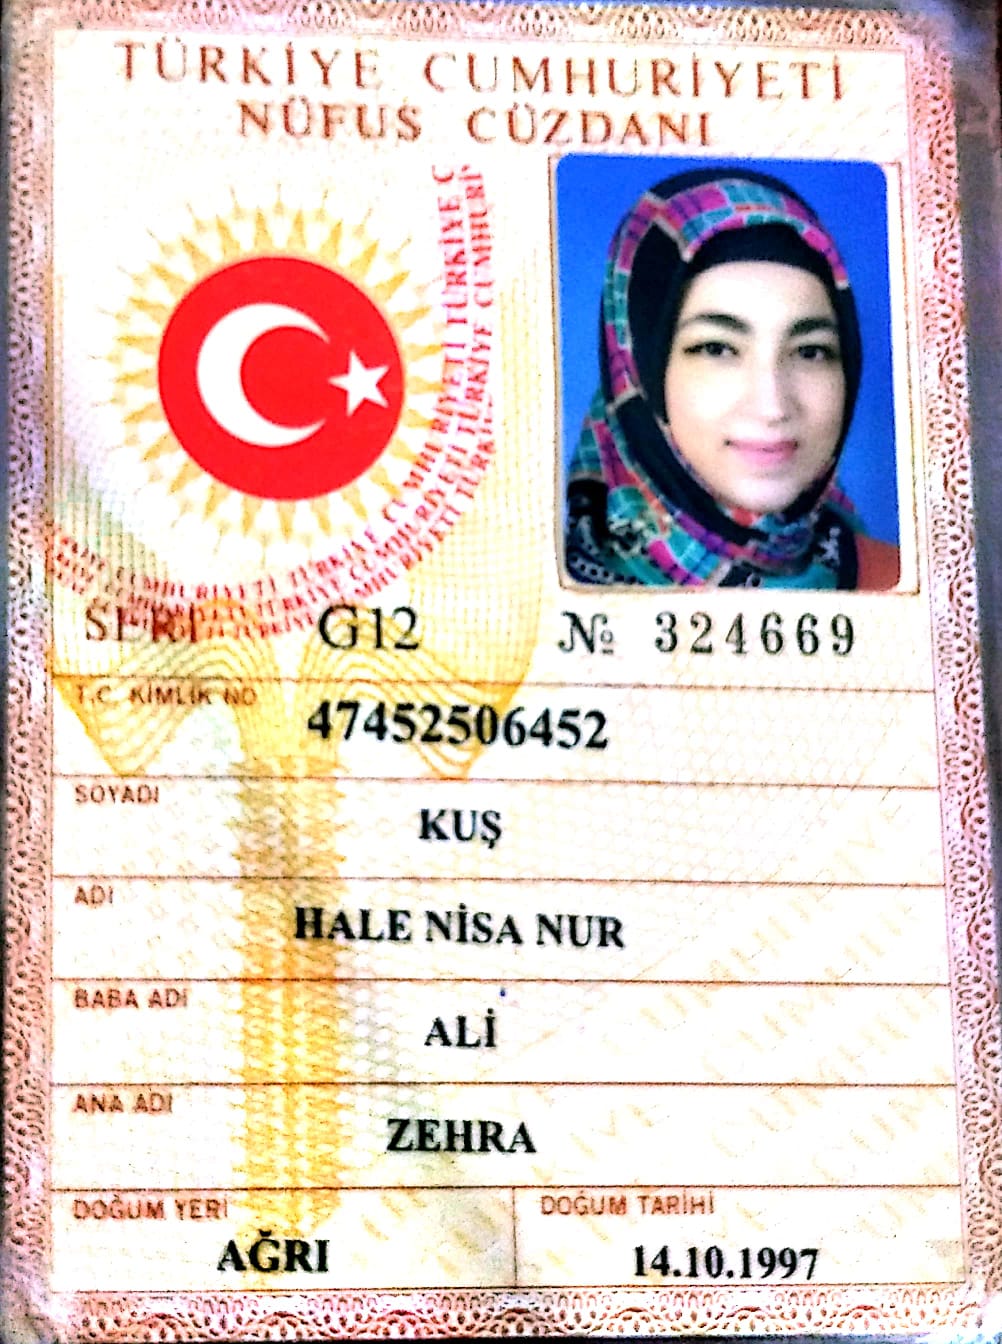 TÜRKİYE CUMHURİYETİ
NÜFUS CÜZDANI
SERİ G12 № 324669
T.C. KİMLİK NO
47452506452
SOYADI
KUŞ
ADI
HALE NİSA NUR
BABA ADI
ALİ
ANA ADI
ZEHRA
DOĞUM YERİ DOĞUM TARİHİ
AĞRI 14.10.1997